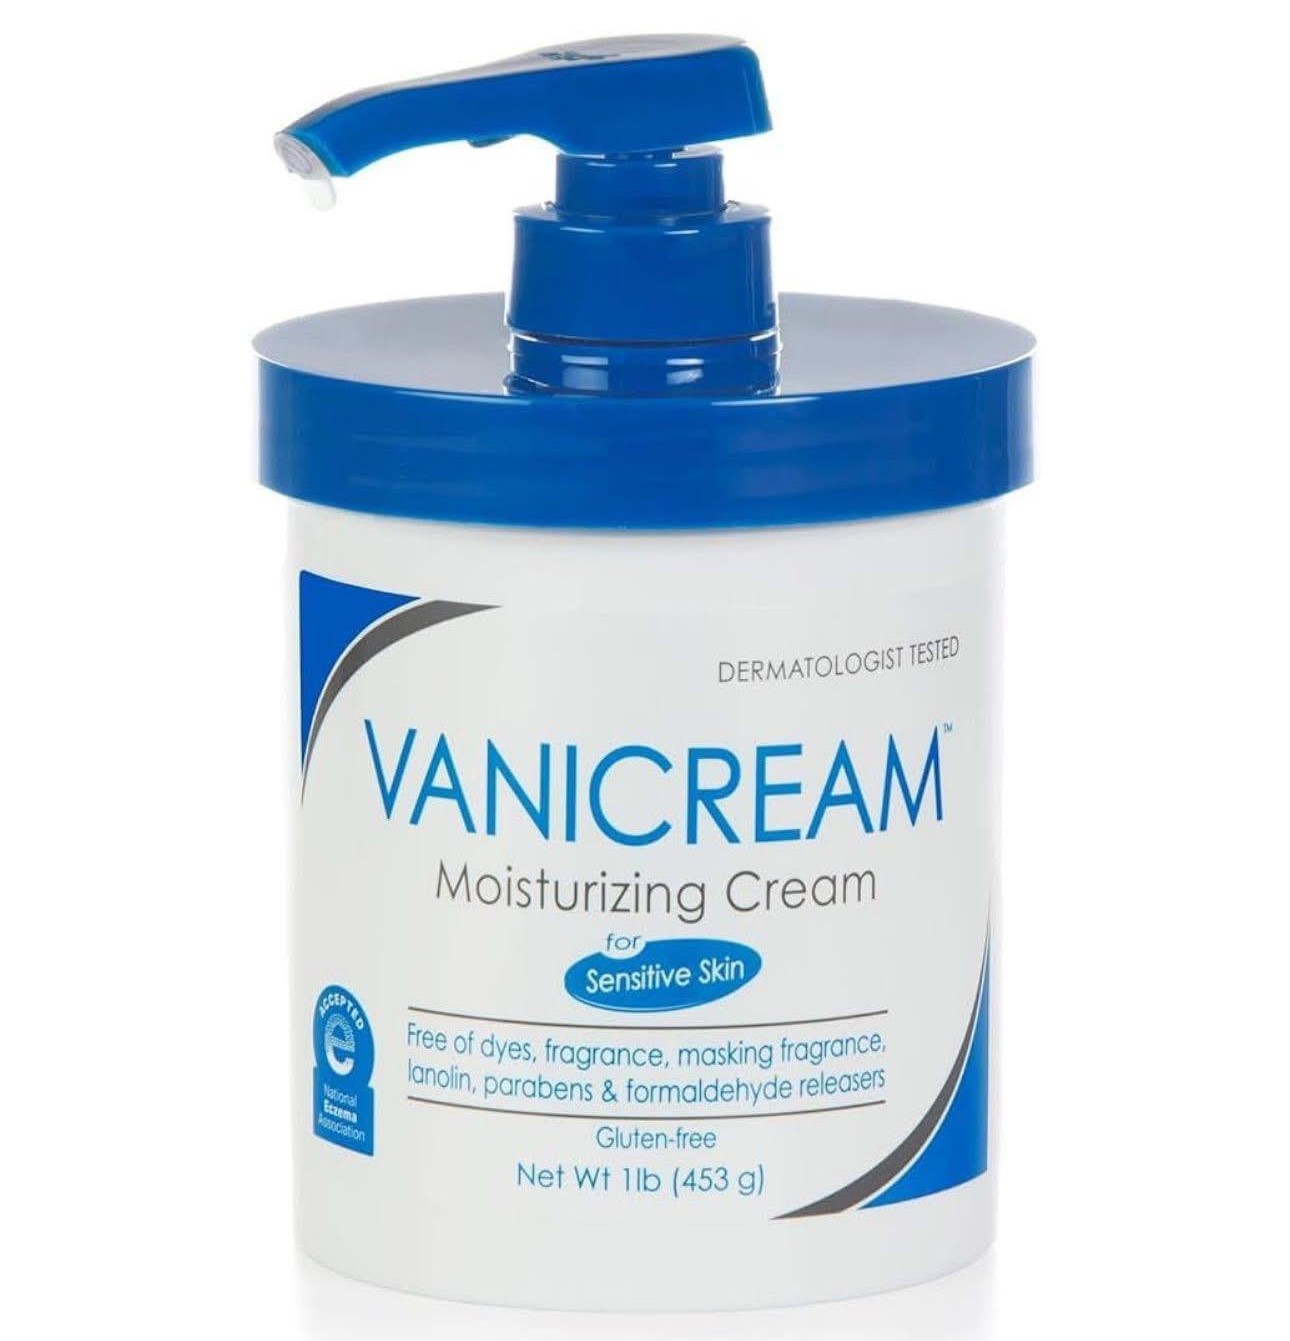 DERMATOLOGIST TESTED
VANICREAM™
Moisturizing Cream
for
Sensitive Skin
ACCEPTED
e
National
Eczema
Association
Free of dyes, fragrance, masking fragrance,
lanolin, parabens & formaldehyde releasers
Gluten-free
Net Wt 1lb (453 g)